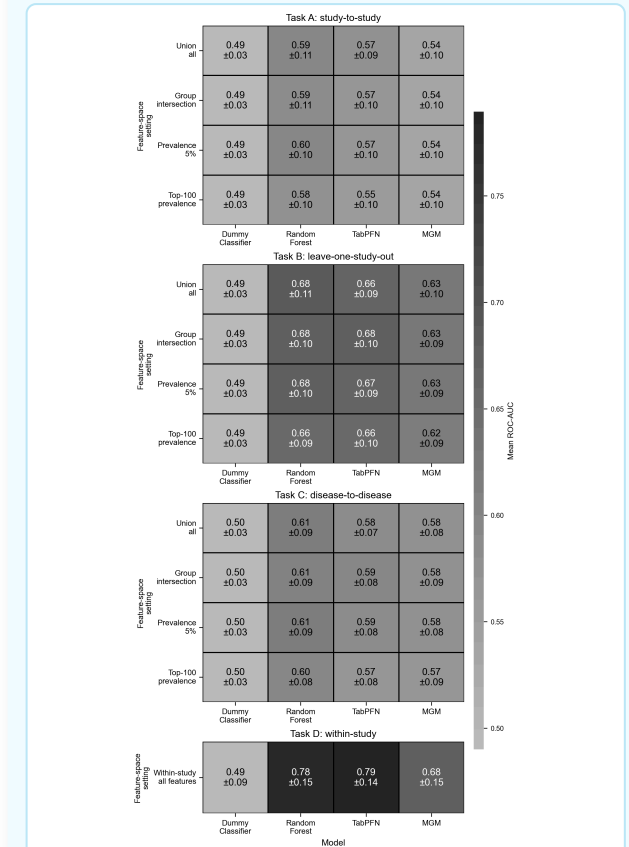 Task A: study-to-study
Feature-space
setting
Union
all
0.49
±0.03
0.59
±0.11
0.57
±0.09
0.54
±0.10
Group
intersection
0.49
±0.03
0.59
±0.11
0.57
±0.10
0.54
±0.10
Prevalence
5%
0.49
±0.03
0.60
±0.10
0.57
±0.10
0.54
±0.10
Top-100
prevalence
0.49
±0.03
0.58
±0.10
0.55
±0.10
0.54
±0.10
Dummy
Classifier
Random
Forest
TabPFN
MGM
Task B: leave-one-study-out
Feature-space
setting
Union
all
0.49
±0.03
0.68
±0.11
0.66
±0.09
0.63
±0.10
Group
intersection
0.49
±0.03
0.68
±0.10
0.68
±0.10
0.63
±0.09
Prevalence
5%
0.49
±0.03
0.68
±0.10
0.67
±0.09
0.63
±0.09
Top-100
prevalence
0.49
±0.03
0.66
±0.09
0.66
±0.10
0.62
±0.09
Dummy
Classifier
Random
Forest
TabPFN
MGM
Task C: disease-to-disease
Feature-space
setting
Union
all
0.50
±0.03
0.61
±0.09
0.58
±0.07
0.58
±0.08
Group
intersection
0.50
±0.03
0.61
±0.09
0.59
±0.08
0.58
±0.09
Prevalence
5%
0.50
±0.03
0.61
±0.09
0.59
±0.08
0.58
±0.08
Top-100
prevalence
0.50
±0.03
0.60
±0.08
0.57
±0.08
0.57
±0.09
Dummy
Classifier
Random
Forest
TabPFN
MGM
Task D: within-study
Feature-space
setting
Within-study
all features
0.49
±0.09
0.78
±0.15
0.79
±0.14
0.68
±0.15
Dummy
Classifier
Random
Forest
TabPFN
MGM
Model
0.75
0.70
0.65
0.60
0.55
0.50
Mean ROC-AUC